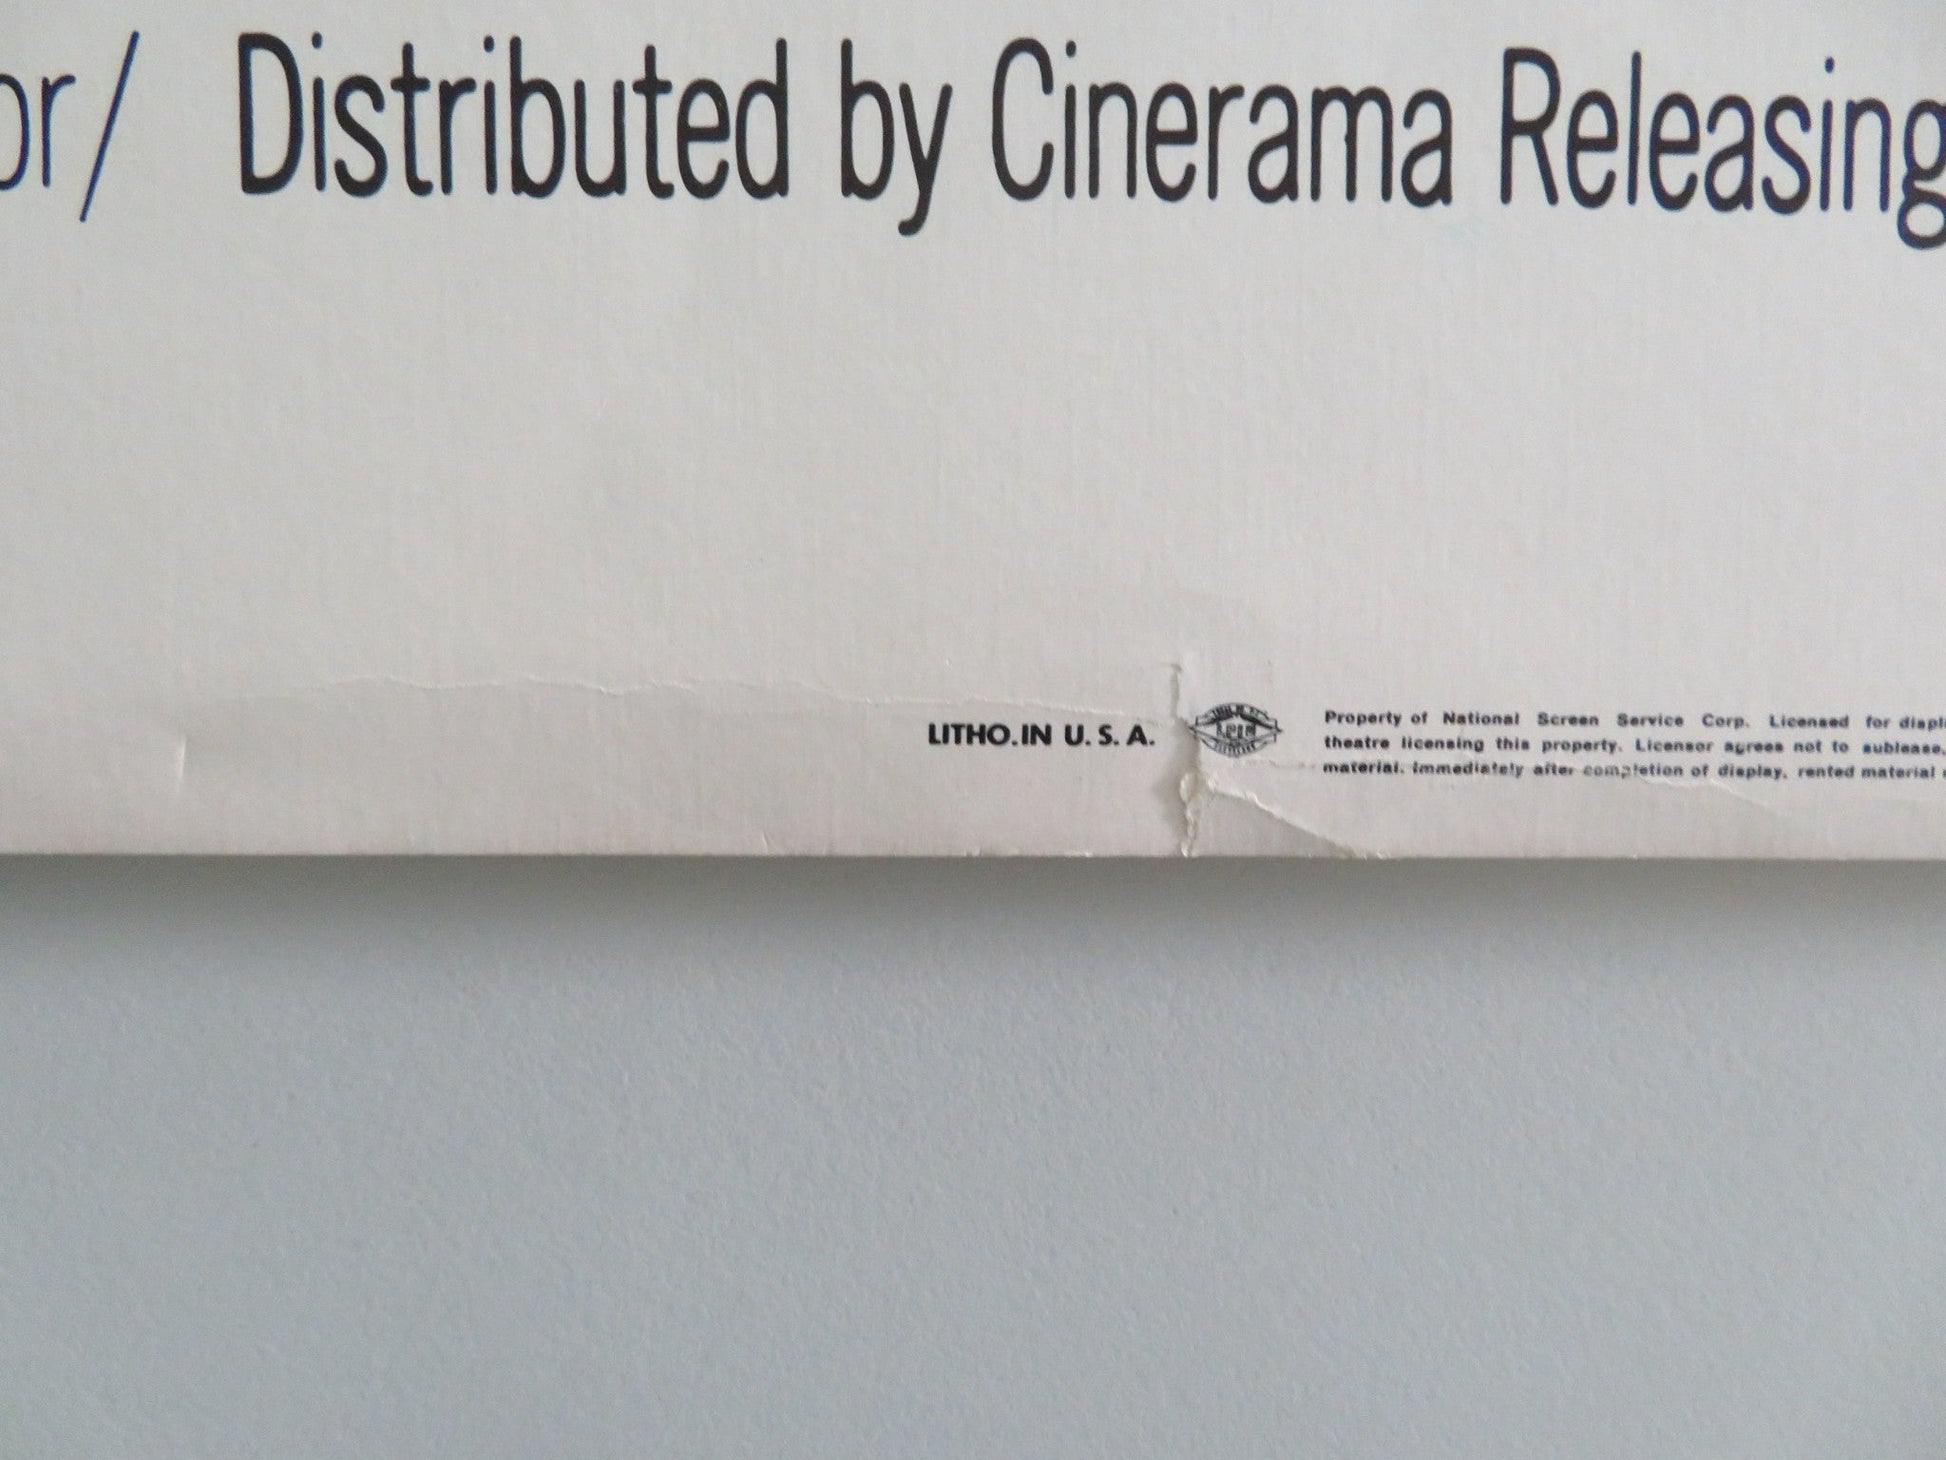 or/ Distributed by Cinerama Releasing
LITHO.IN U. S. A.
Property of National Screen Service Corp. Licensed for displ
theatre licensing this property. Licensor agrees not to sublease,
material. Immediately after completion of display, rented material